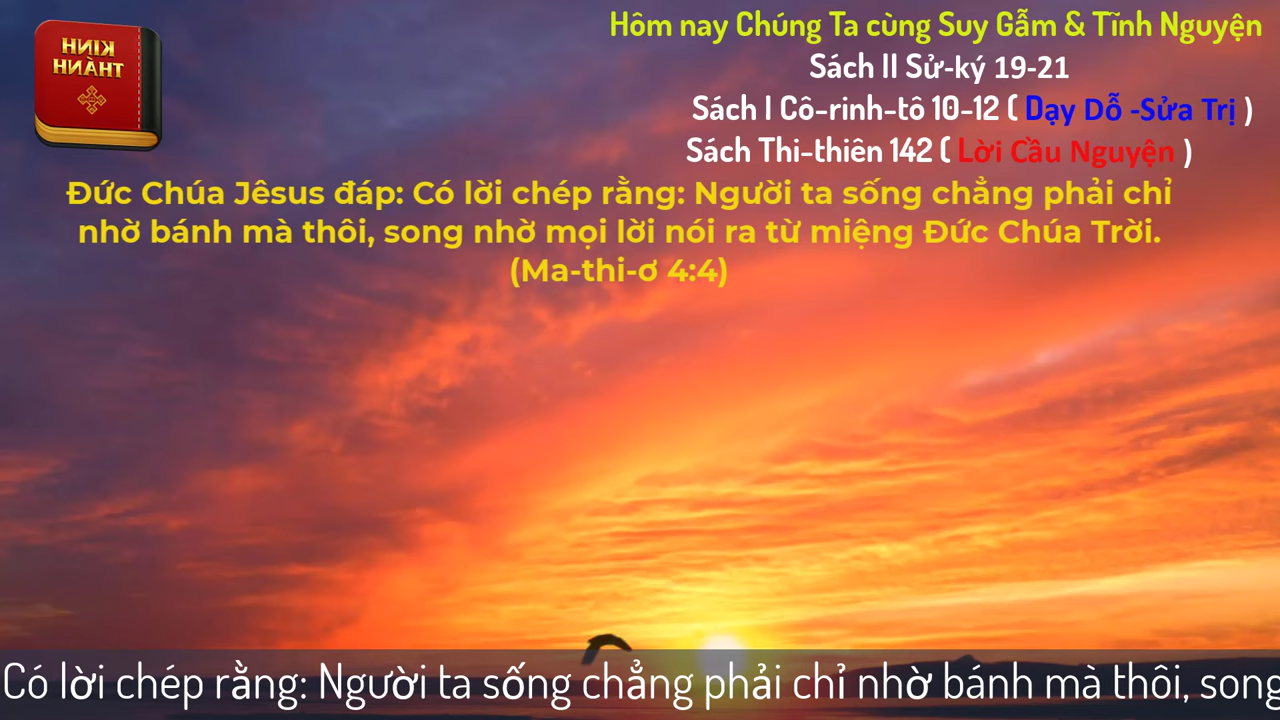 KINH
THÀNH
Hôm nay Chúng Ta cùng Suy Gẫm & Tĩnh Nguyện
Sách II Sử-ký 19-21
Sách I Cô-rinh-tô 10-12 ( Dạy Dỗ -Sửa Trị )
Sách Thi-thiên 142 ( Lời Cầu Nguyện )
Đức Chúa Jêsus đáp: Có lời chép rằng: Người ta sống chẳng phải chỉ
nhờ bánh mà thôi, song nhờ mọi lời nói ra từ miệng Đức Chúa Trời.
(Ma-thi-ơ 4:4)
Có lời chép rằng: Người ta sống chẳng phải chỉ nhờ bánh mà thôi, song